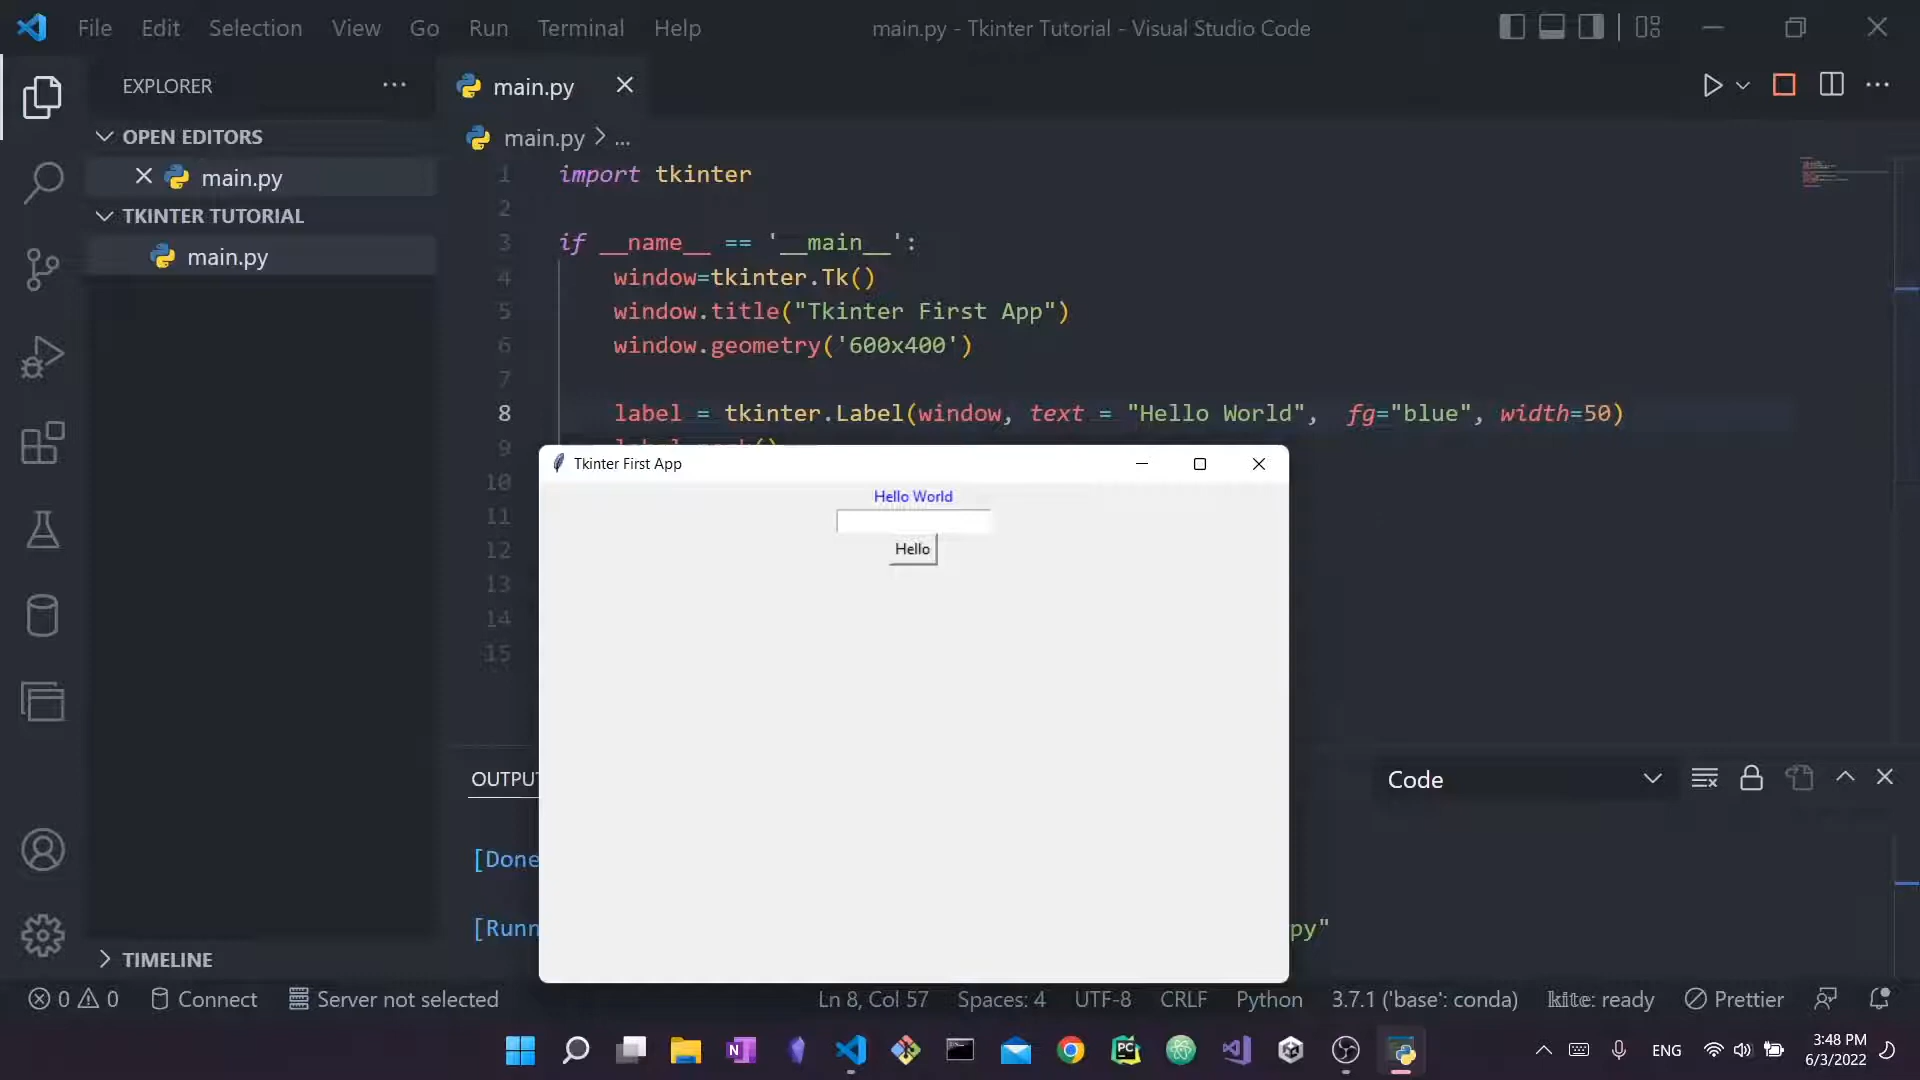 File Edit Selection View Go Run Terminal Help
main.py - Tkinter Tutorial - Visual Studio Code
EXPLORER
OPEN EDITORS
main.py
TKINTER TUTORIAL
main.py
TIMELINE
main.py
main.py > ...
1 import tkinter
2
3 if __name__ == '__main__':
4 window=tkinter.Tk()
5 window.title("Tkinter First App")
6 window.geometry('600x400')
7
8 label = tkinter.Label(window, text = "Hello World",  fg="blue", width=50)
9
10
11
12
13
14
15
Tkinter First App
Hello World
Hello
OUTPU
Code
[Done
[Runn
py"
0 0 Connect Server not selected
Ln 8, Col 57 Spaces: 4 UTF-8 CRLF Python 3.7.1 ('base': conda) kite: ready Prettier
ENG
3:48 PM
6/3/2022